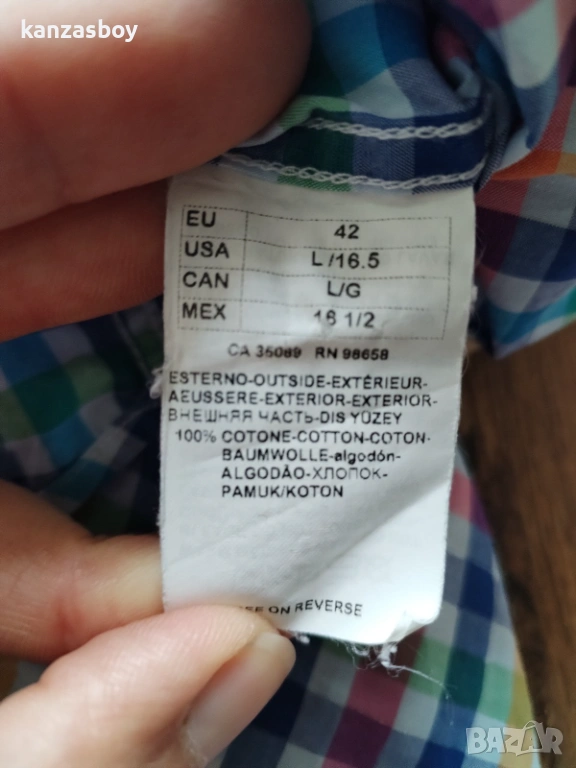 kanzasboy
EU 42
USA L/16.5
CAN L/G
MEX 16 1/2
CA 35089 RN 98658
ESTERNO-OUTSIDE-EXTÉRIEUR-
AEUSSERE-EXTERIOR-EXTERIOR-
ВНЕШНЯЯ ЧАСТЬ-DIS YÜZEY
100% COTONE-COTTON-COTON-
BAUMWOLLE-algodón-
ALGODÃO-ХЛОПОК-
PAMUK/KOTON
ON REVERSE
BAZAR